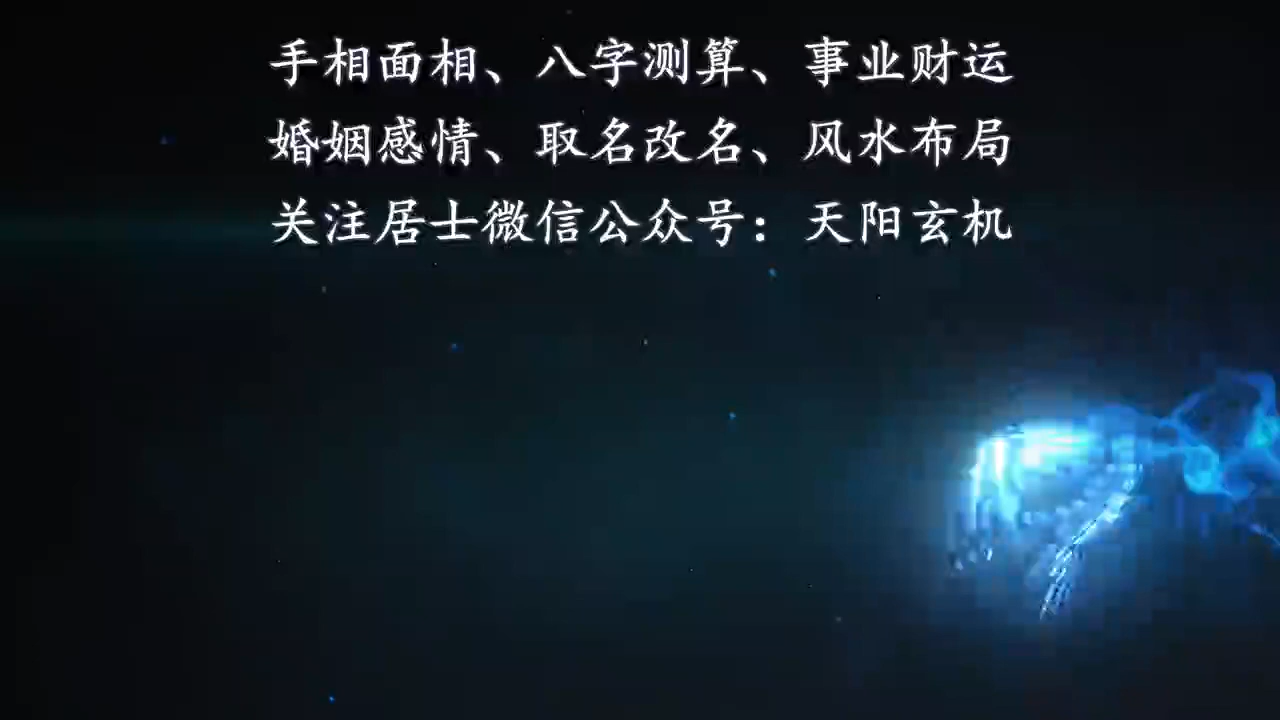 手相面相、八字测算、事业财运
婚姻感情、取名改名、风水布局
关注居士微信公众号：天阳玄机